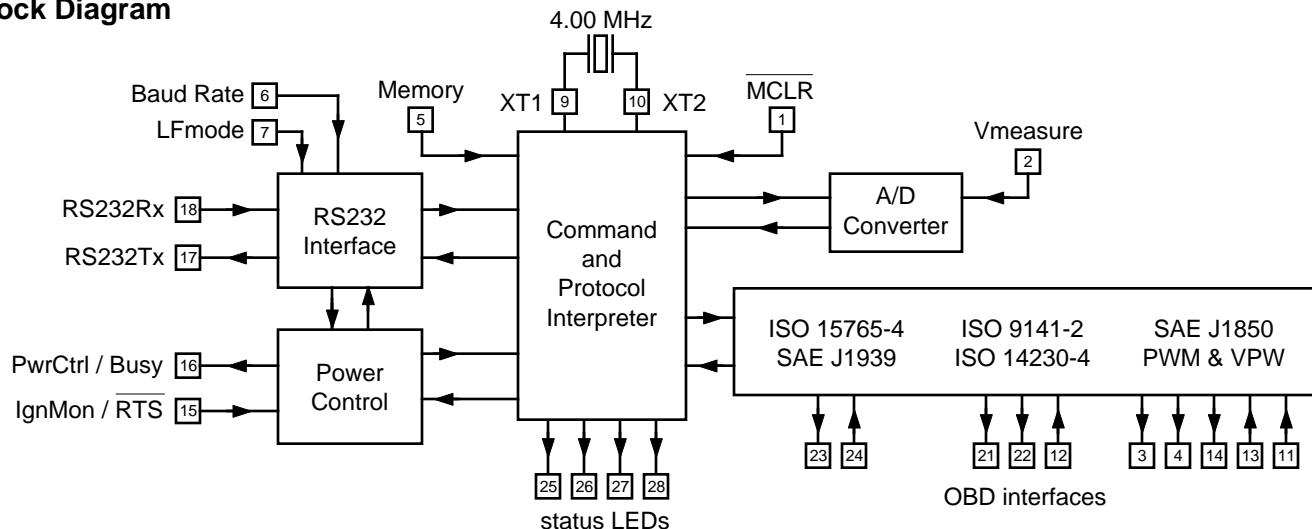 ock Diagram
4.00 MHz
Baud Rate 6
LFmode 7
Memory
5
XT1 9
10 XT2
MCLR
1
Vmeasure
2
RS232Rx 18
RS232Tx 17
RS232
Interface
Command
and
Protocol
Interpreter
A/D
Converter
PwrCtrl / Busy 16
IgnMon / RTS 15
Power
Control
ISO 15765-4
SAE J1939
ISO 9141-2
ISO 14230-4
SAE J1850
PWM & VPW
23 24
21 22 12
3 4 14 13 11
OBD interfaces
25 26 27 28
status LEDs